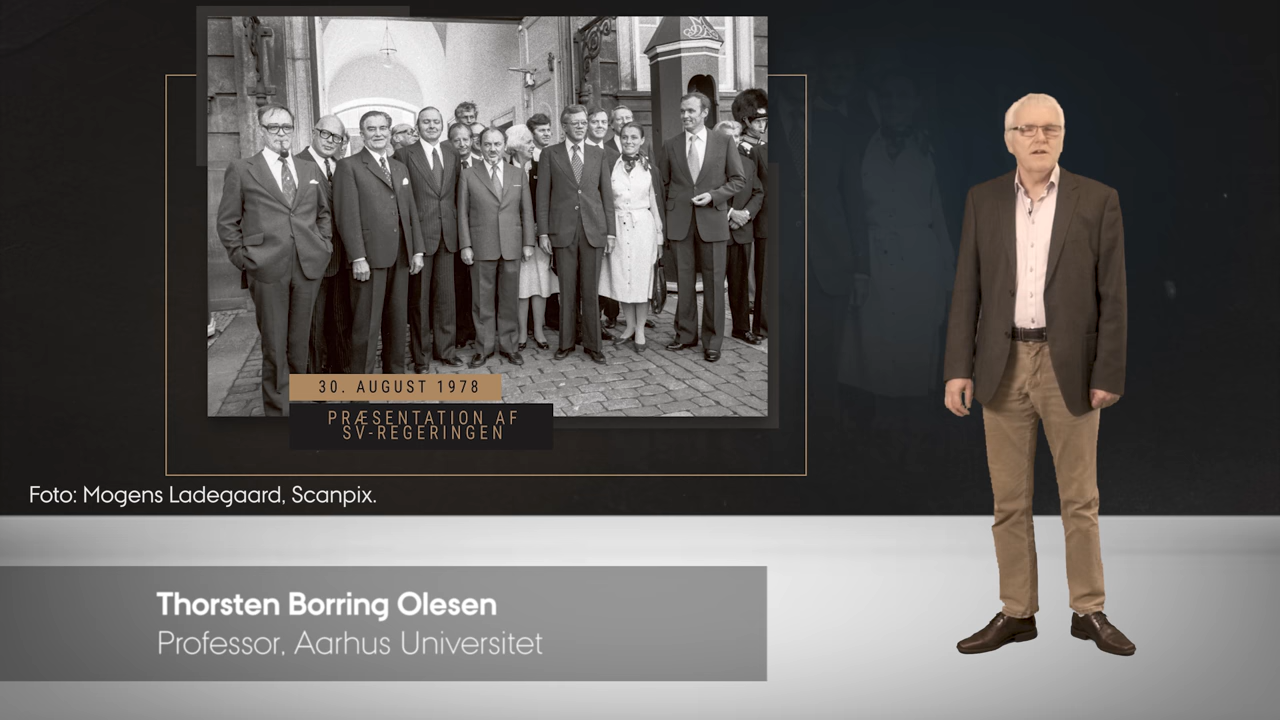 30. AUGUST 1978
PRÆSENTATION AF
SV-REGERINGEN
Foto: Mogens Ladegaard, Scanpix.
Thorsten Borring Olesen
Professor, Aarhus Universitet